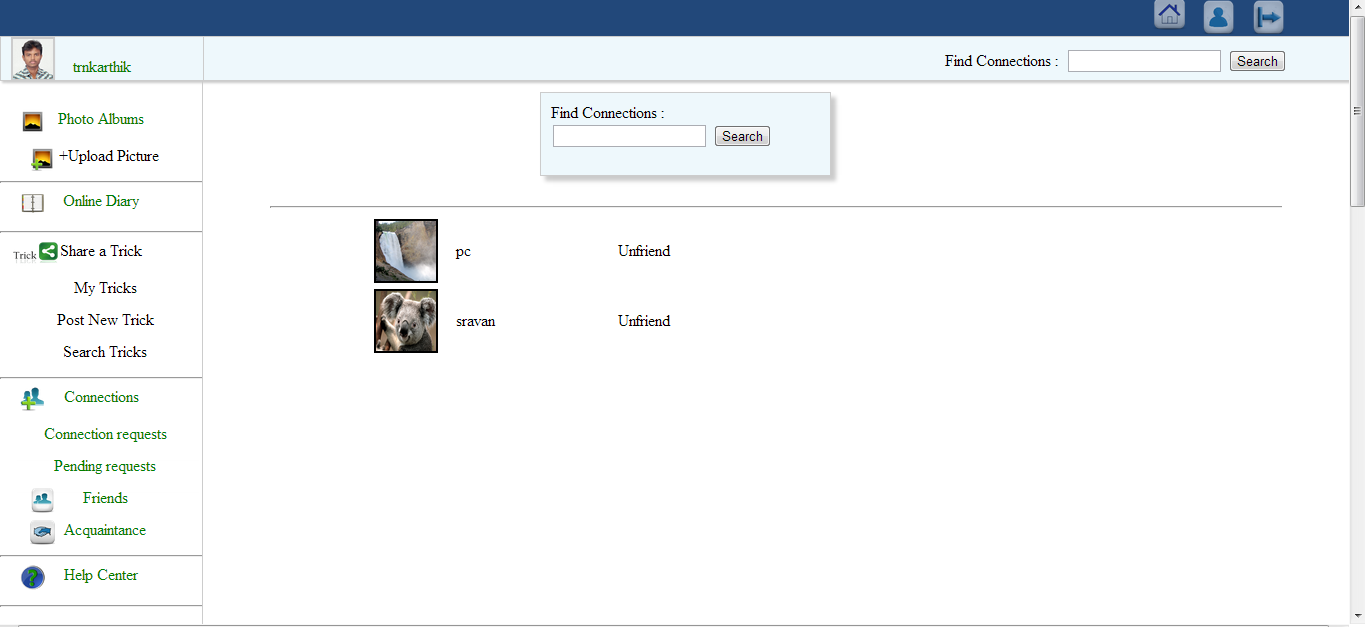 trnkarthik
Find Connections :
Search
Photo Albums
+Upload Picture
Online Diary
Trick
Share a Trick
My Tricks
Post New Trick
Search Tricks
Connections
Connection requests
Pending requests
Friends
Acquaintance
Help Center
Find Connections :
Search
pc
Unfriend
sravan
Unfriend